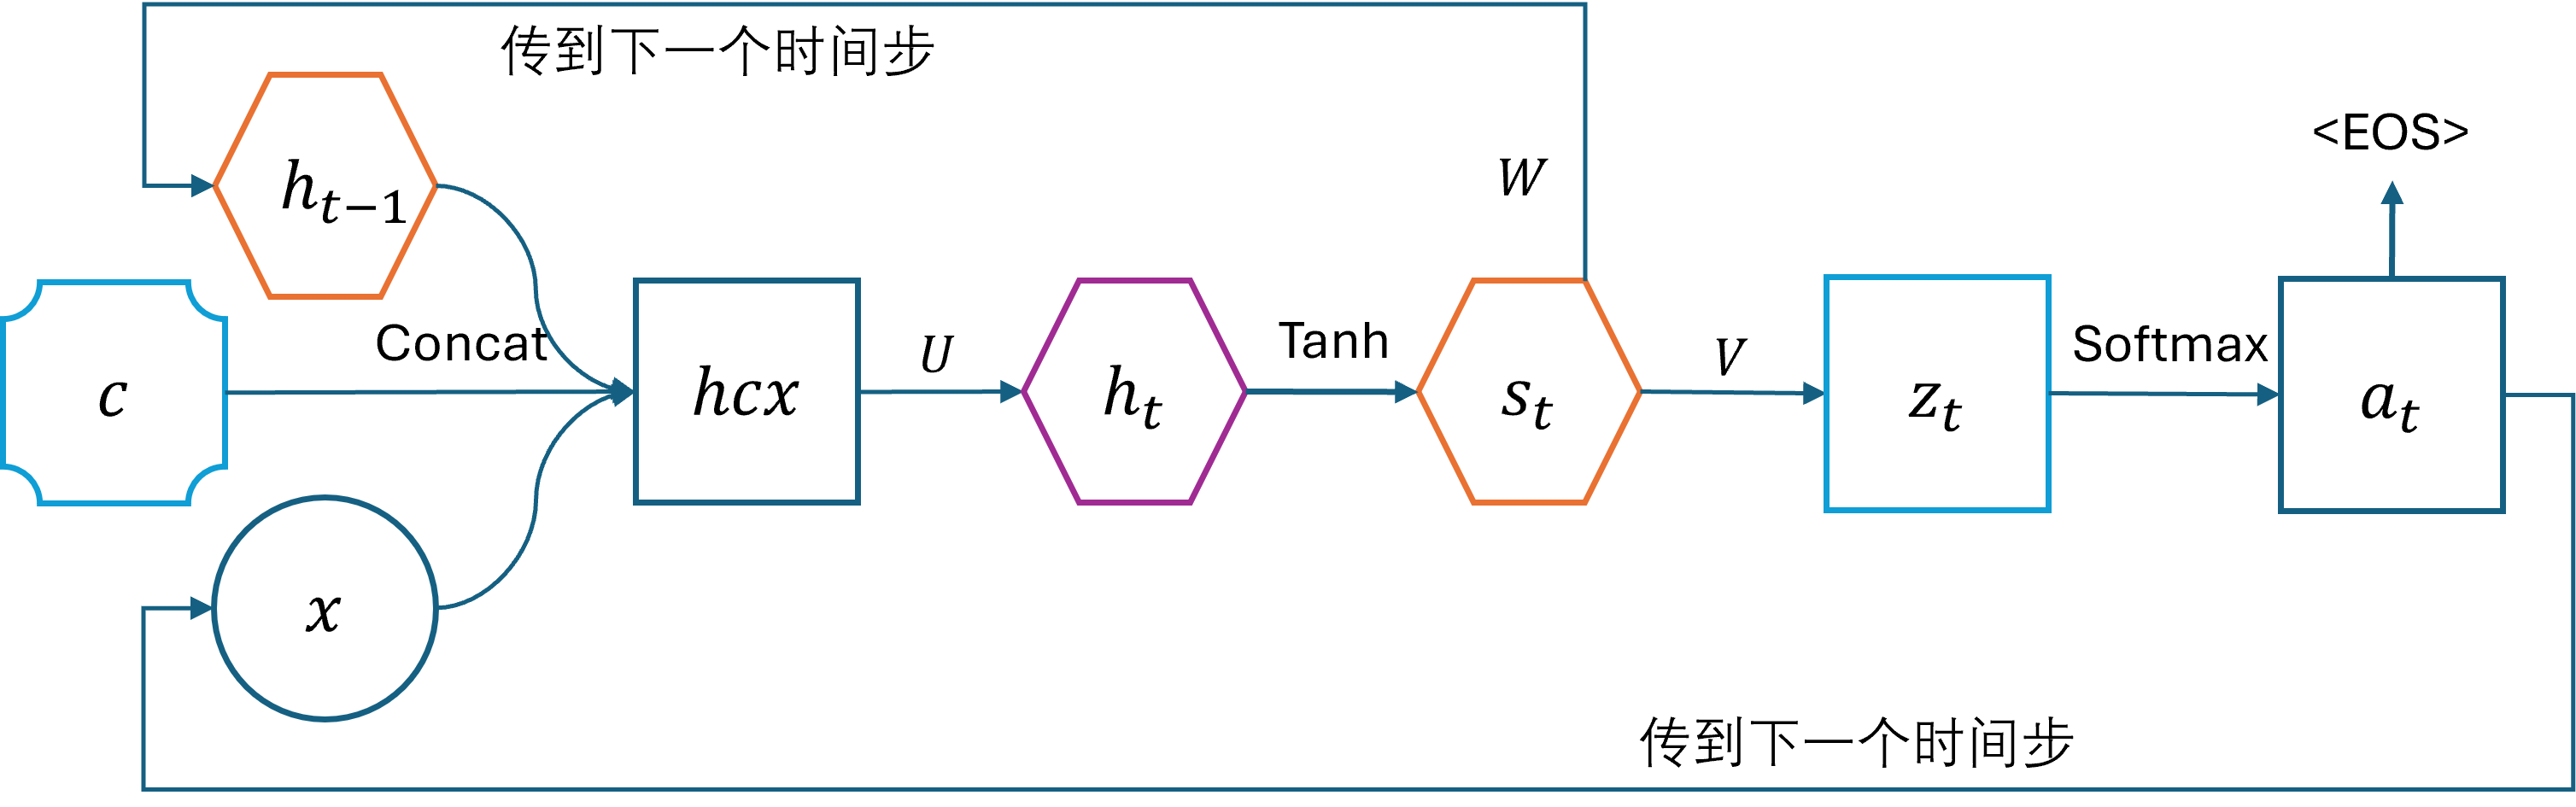 传到下一个时间步
<EOS>
h_{t-1}
W
c
Concat
hcx
U
h_t
Tanh
s_t
V
z_t
Softmax
a_t
x
传到下一个时间步